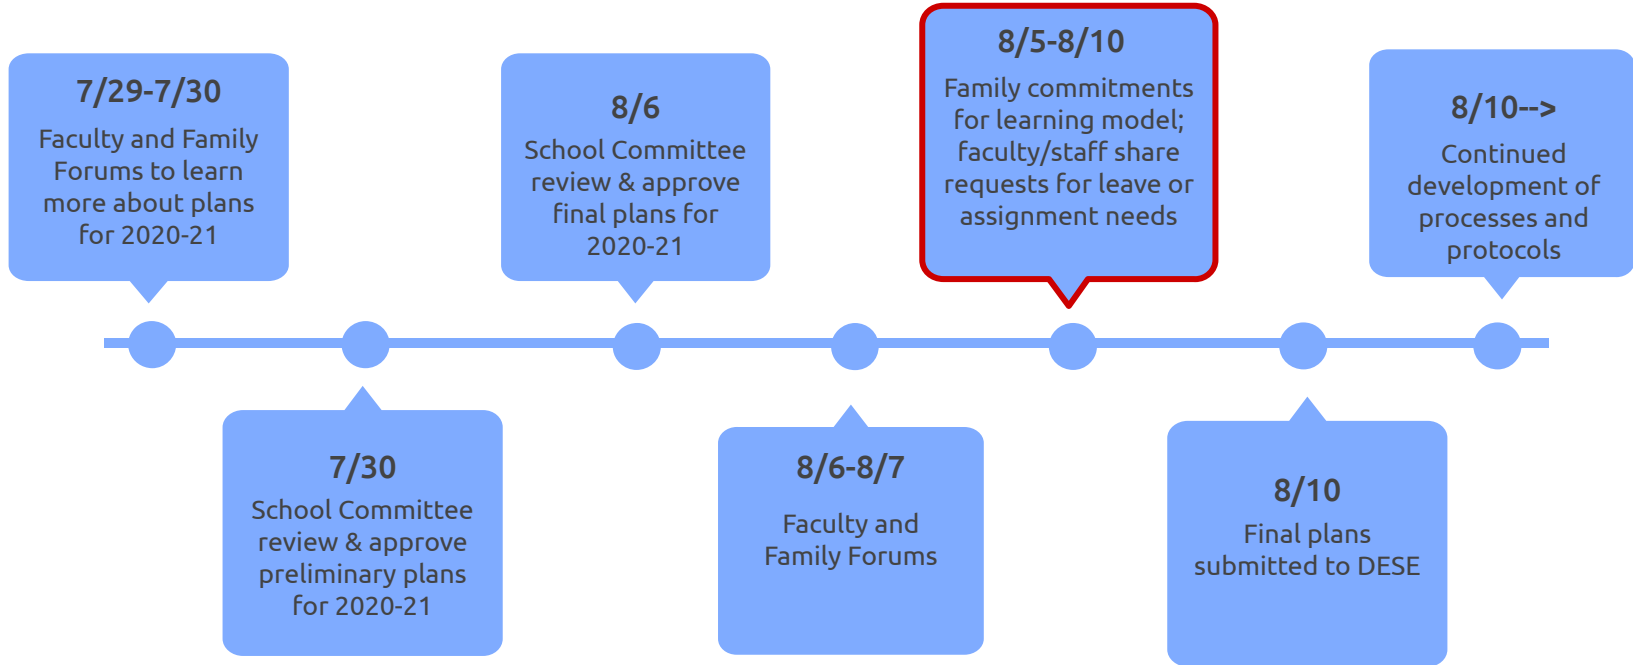 7/29-7/30
Faculty and Family
Forums to learn
more about plans
for 2020-21
7/30
School Committee
review & approve
preliminary plans
for 2020-21
8/6
School Committee
review & approve
final plans for
2020-21
8/6-8/7
Faculty and
Family Forums
8/5-8/10
Family commitments
for learning model;
faculty/staff share
requests for leave or
assignment needs
8/10
Final plans
submitted to DESE
8/10-->
Continued
development of
processes and
protocols